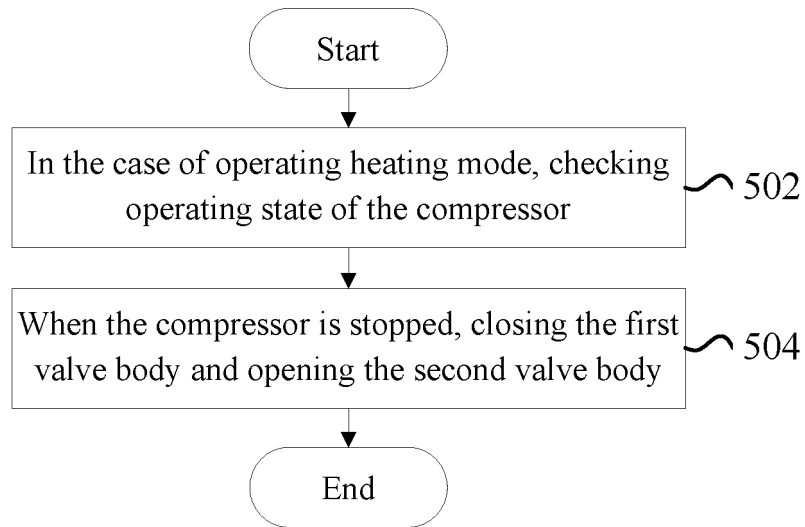 Start
In the case of operating heating mode, checking
operating state of the compressor
502
When the compressor is stopped, closing the first
valve body and opening the second valve body
504
End